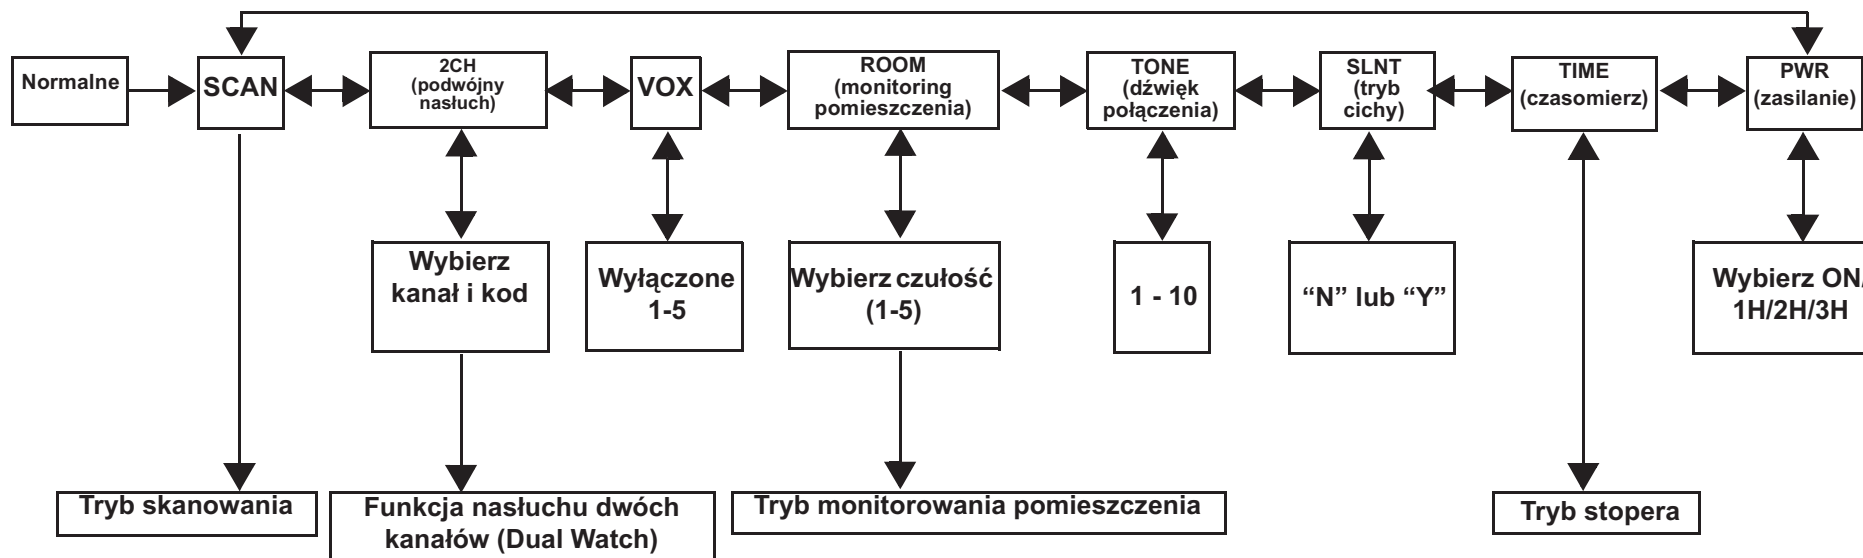 Normalne
SCAN
2CH
(podwójny
nasłuch)
VOX
ROOM
(monitoring
pomieszczenia)
TONE
(dźwięk
połączenia)
SLNT
(tryb
cichy)
TIME
(czasomierz)
PWR
(zasilanie)
Wybierz
kanał i kod
Wyłączone
1-5
Wybierz czułość
(1-5)
1 - 10
“N” lub “Y”
Wybierz ON/
1H/2H/3H
Tryb skanowania
Funkcja nasłuchu dwóch
kanałów (Dual Watch)
Tryb monitorowania pomieszczenia
Tryb stopera